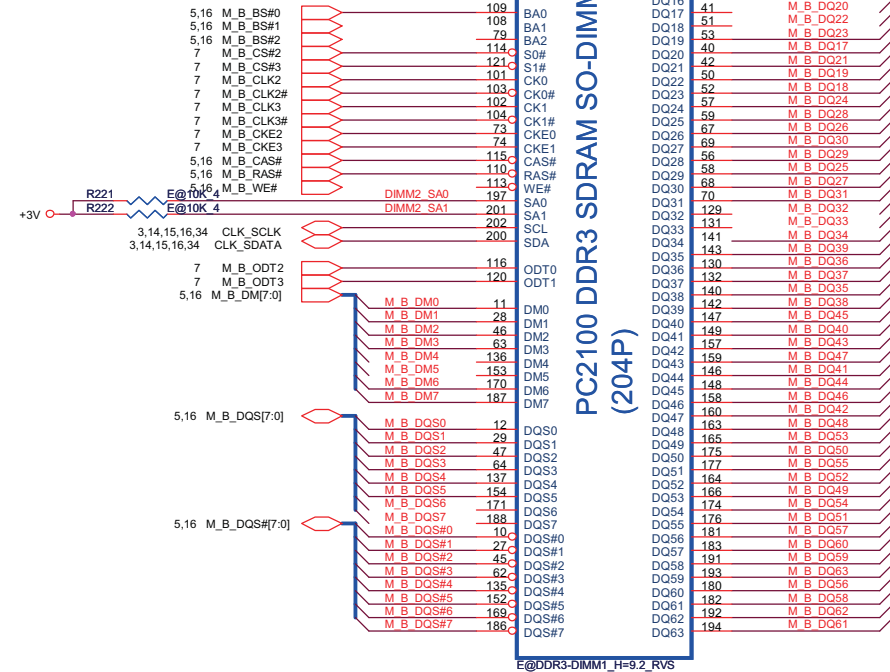 5,16 M_B_BS#0 109 BA0
5,16 M_B_BS#1 108 BA1
5,16 M_B_BS#2 79 BA2
7 M_B_CS#2 114 S0#
7 M_B_CS#3 121 S1#
7 M_B_CLK2 101 CK0
7 M_B_CLK2# 103 CK0#
7 M_B_CLK3 102 CK1
7 M_B_CLK3# 104 CK1#
7 M_B_CKE2 73 CKE0
7 M_B_CKE3 74 CKE1
5,16 M_B_CAS# 115 CAS#
5,16 M_B_RAS# 110 RAS#
5,16 M_B_WE# 113 WE#
R221 E@10K_4 DIMM2_SA0 197 SA0
+3V R222 E@10K_4 DIMM2_SA1 201 SA1
3,14,15,16,34 CLK_SCLK 202 SCL
3,14,15,16,34 CLK_SDATA 200 SDA
7 M_B_ODT2 116 ODT0
7 M_B_ODT3 120 ODT1
5,16 M_B_DM[7:0]
M_B_DM0 11 DM0
M_B_DM1 28 DM1
M_B_DM2 46 DM2
M_B_DM3 63 DM3
M_B_DM4 136 DM4
M_B_DM5 153 DM5
M_B_DM6 170 DM6
M_B_DM7 187 DM7
5,16 M_B_DQS[7:0]
M_B_DQS0 12 DQS0
M_B_DQS1 29 DQS1
M_B_DQS2 47 DQS2
M_B_DQS3 64 DQS3
M_B_DQS4 137 DQS4
M_B_DQS5 154 DQS5
M_B_DQS6 171 DQS6
M_B_DQS7 188 DQS7
5,16 M_B_DQS#[7:0]
M_B_DQS#0 10 DQS#0
M_B_DQS#1 27 DQS#1
M_B_DQS#2 45 DQS#2
M_B_DQS#3 62 DQS#3
M_B_DQS#4 135 DQS#4
M_B_DQS#5 152 DQS#5
M_B_DQS#6 169 DQS#6
M_B_DQS#7 186 DQS#7
PC2100 DDR3 SDRAM SO-DIMM
(204P)
DQ16
DQ17 41 M_B_DQ20
DQ18 51 M_B_DQ22
DQ19 53 M_B_DQ23
DQ20 40 M_B_DQ17
DQ21 42 M_B_DQ21
DQ22 50 M_B_DQ19
DQ23 52 M_B_DQ18
DQ24 57 M_B_DQ24
DQ25 59 M_B_DQ28
DQ26 67 M_B_DQ26
DQ27 69 M_B_DQ30
DQ28 56 M_B_DQ29
DQ29 58 M_B_DQ25
DQ30 68 M_B_DQ27
DQ31 70 M_B_DQ31
DQ32 129 M_B_DQ32
DQ33 131 M_B_DQ33
DQ34 141 M_B_DQ34
DQ35 143 M_B_DQ39
DQ36 130 M_B_DQ36
DQ37 132 M_B_DQ37
DQ38 140 M_B_DQ35
DQ39 142 M_B_DQ38
DQ40 147 M_B_DQ45
DQ41 149 M_B_DQ40
DQ42 157 M_B_DQ43
DQ43 159 M_B_DQ47
DQ44 146 M_B_DQ41
DQ45 148 M_B_DQ44
DQ46 158 M_B_DQ46
DQ47 160 M_B_DQ42
DQ48 163 M_B_DQ48
DQ49 165 M_B_DQ53
DQ50 175 M_B_DQ50
DQ51 177 M_B_DQ55
DQ52 164 M_B_DQ52
DQ53 166 M_B_DQ49
DQ54 174 M_B_DQ54
DQ55 176 M_B_DQ51
DQ56 181 M_B_DQ57
DQ57 183 M_B_DQ60
DQ58 191 M_B_DQ59
DQ59 193 M_B_DQ63
DQ60 180 M_B_DQ56
DQ61 182 M_B_DQ58
DQ62 192 M_B_DQ62
DQ63 194 M_B_DQ61
E@DDR3-DIMM1_H=9.2_RVS